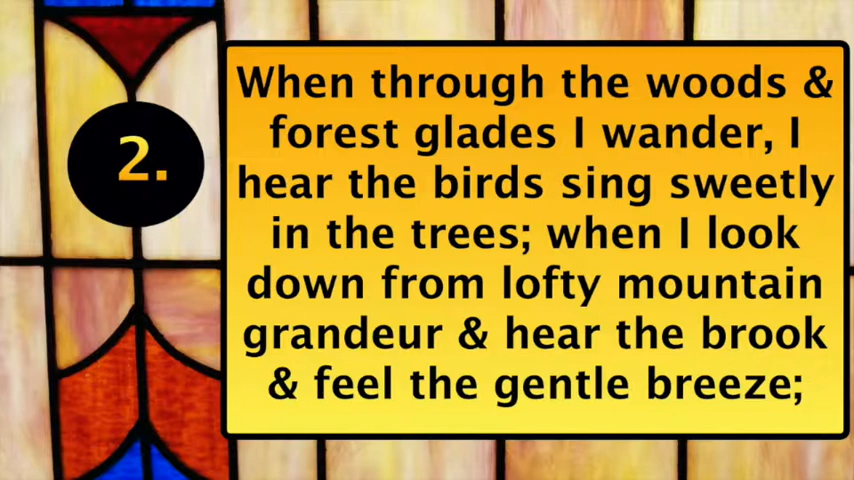 2.
When through the woods &
forest glades I wander, I
hear the birds sing sweetly
in the trees; when I look
down from lofty mountain
grandeur & hear the brook
& feel the gentle breeze;